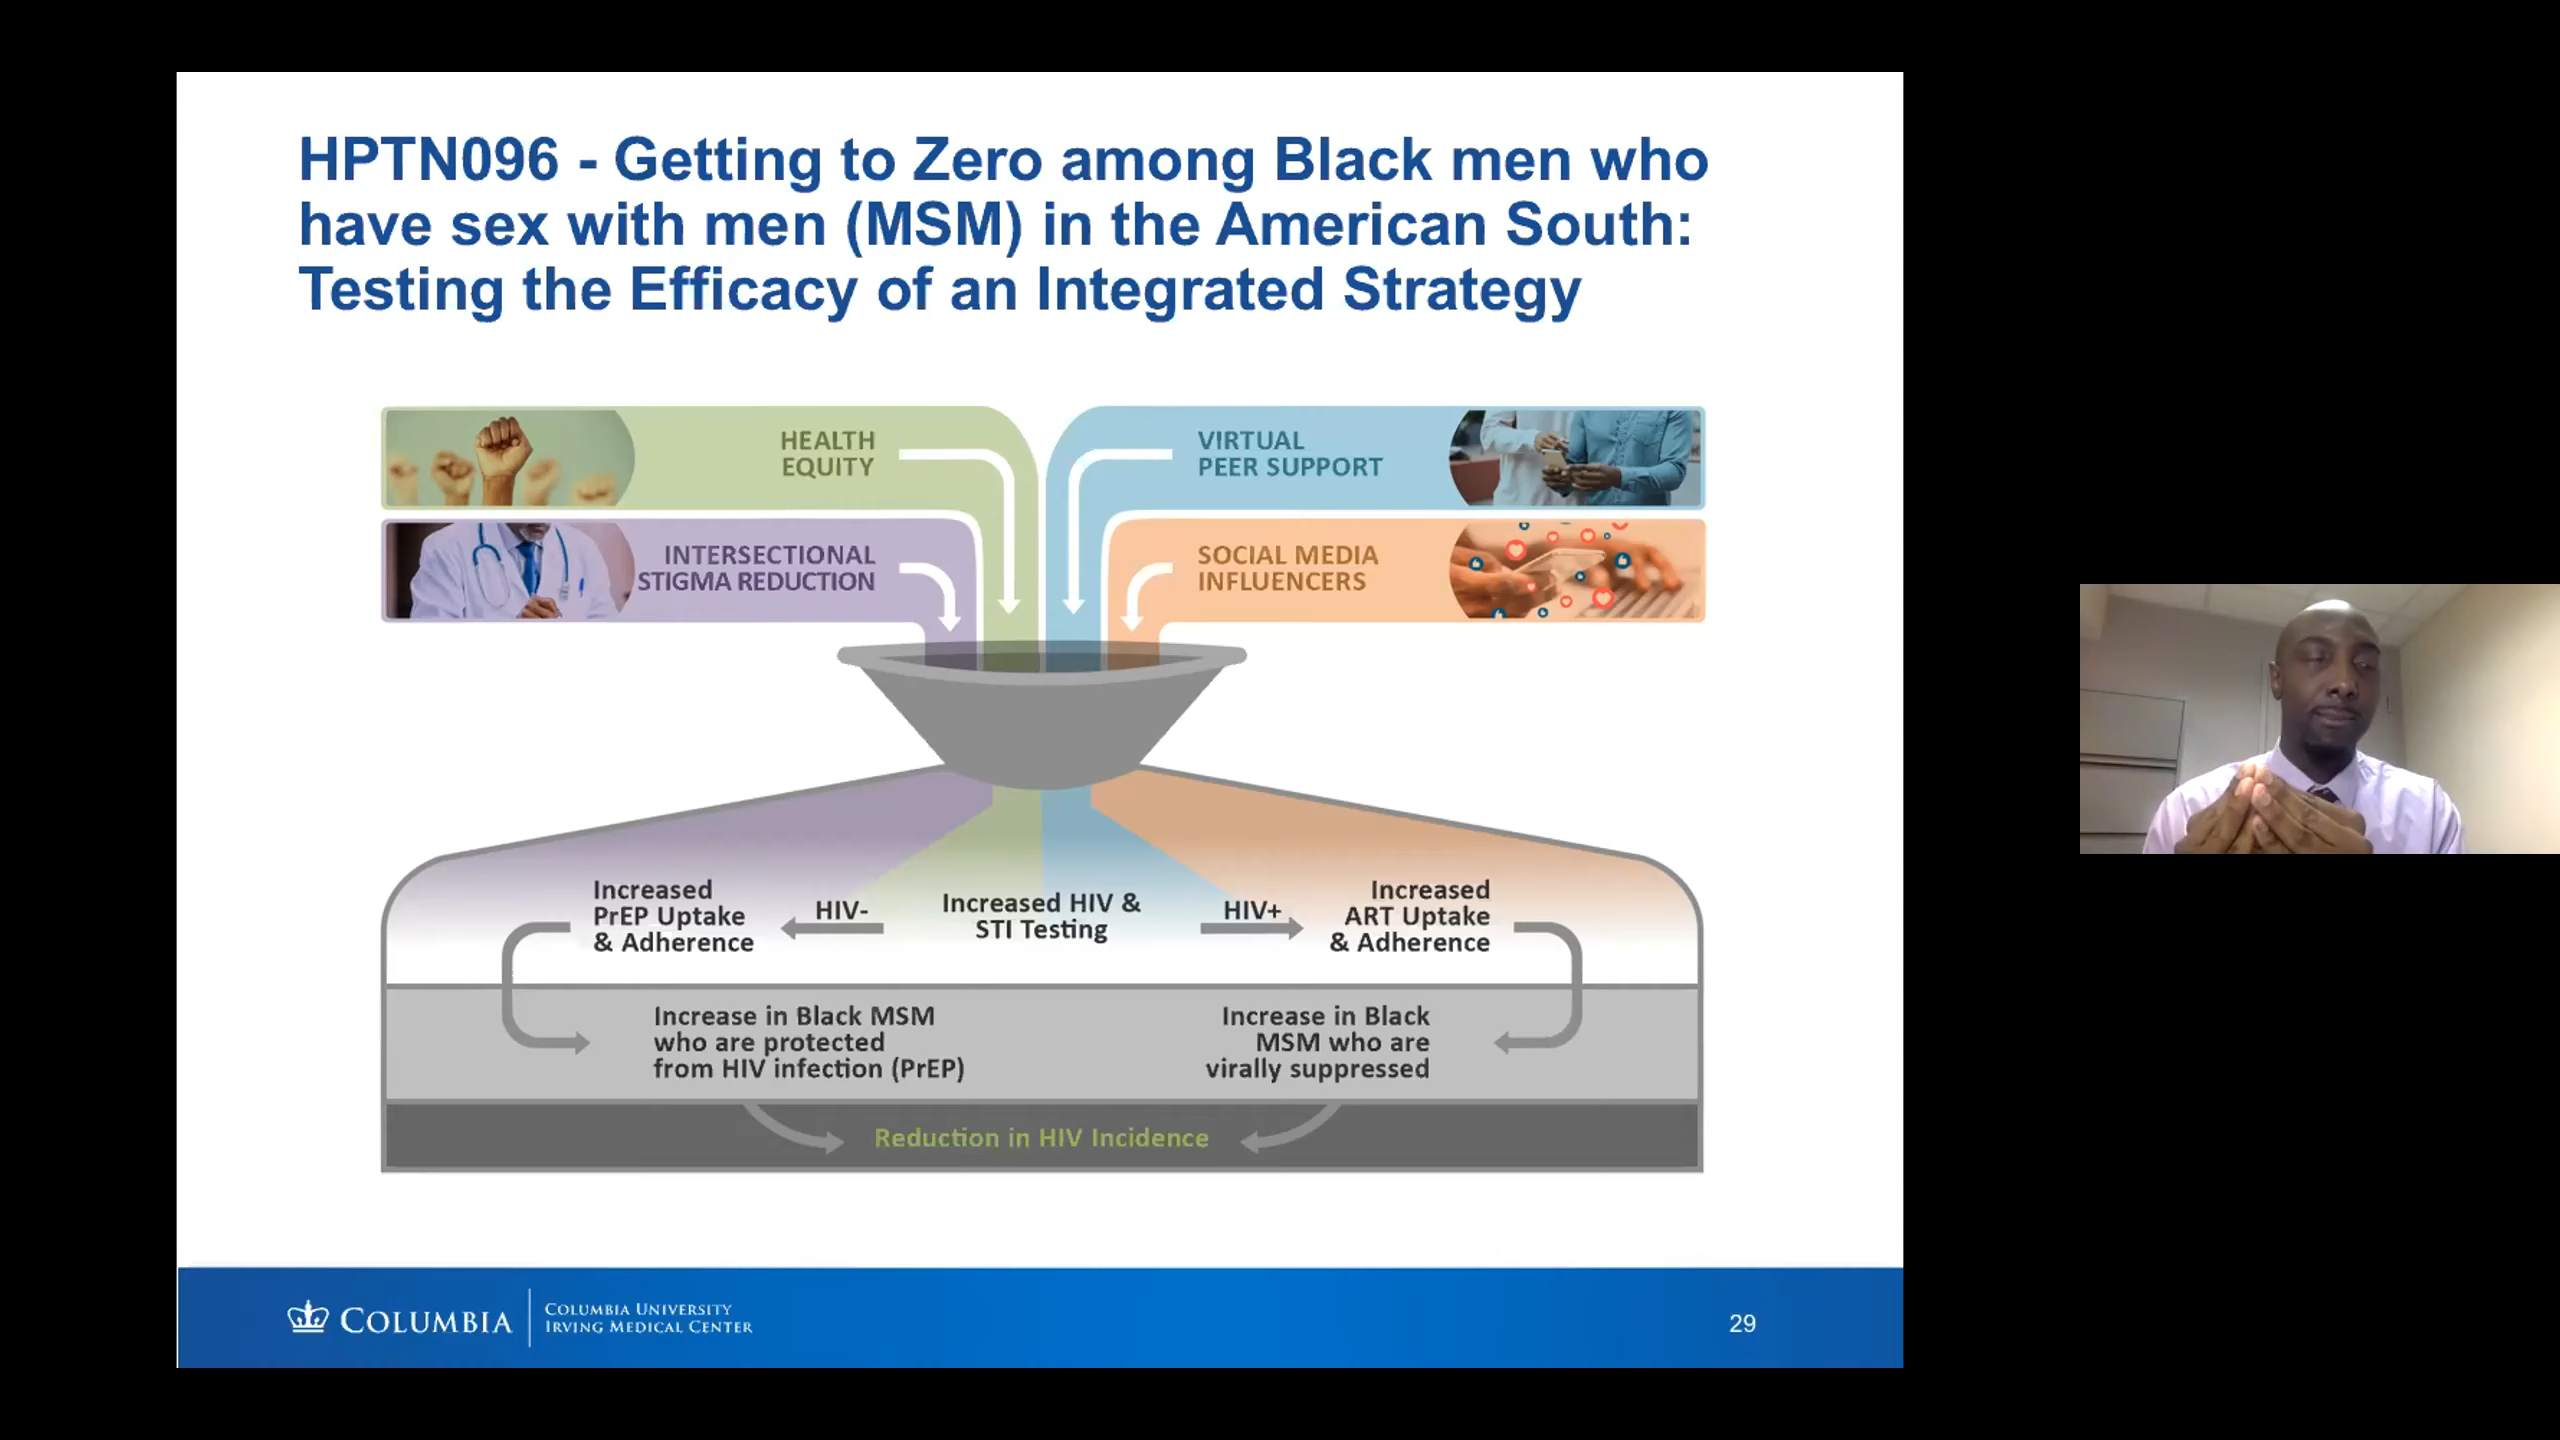 HPTN096 - Getting to Zero among Black men who
have sex with men (MSM) in the American South:
Testing the Efficacy of an Integrated Strategy
HEALTH
EQUITY
VIRTUAL
PEER SUPPORT
INTERSECTIONAL
STIGMA REDUCTION
SOCIAL MEDIA
INFLUENCERS
Increased
PrEP Uptake
& Adherence
HIV-
Increased HIV &
STI Testing
HIV+
Increased
ART Uptake
& Adherence
Increase in Black MSM
who are protected
from HIV infection (PrEP)
Increase in Black
MSM who are
virally suppressed
Reduction in HIV Incidence
COLUMBIA
COLUMBIA UNIVERSITY
IRVING MEDICAL CENTER
29